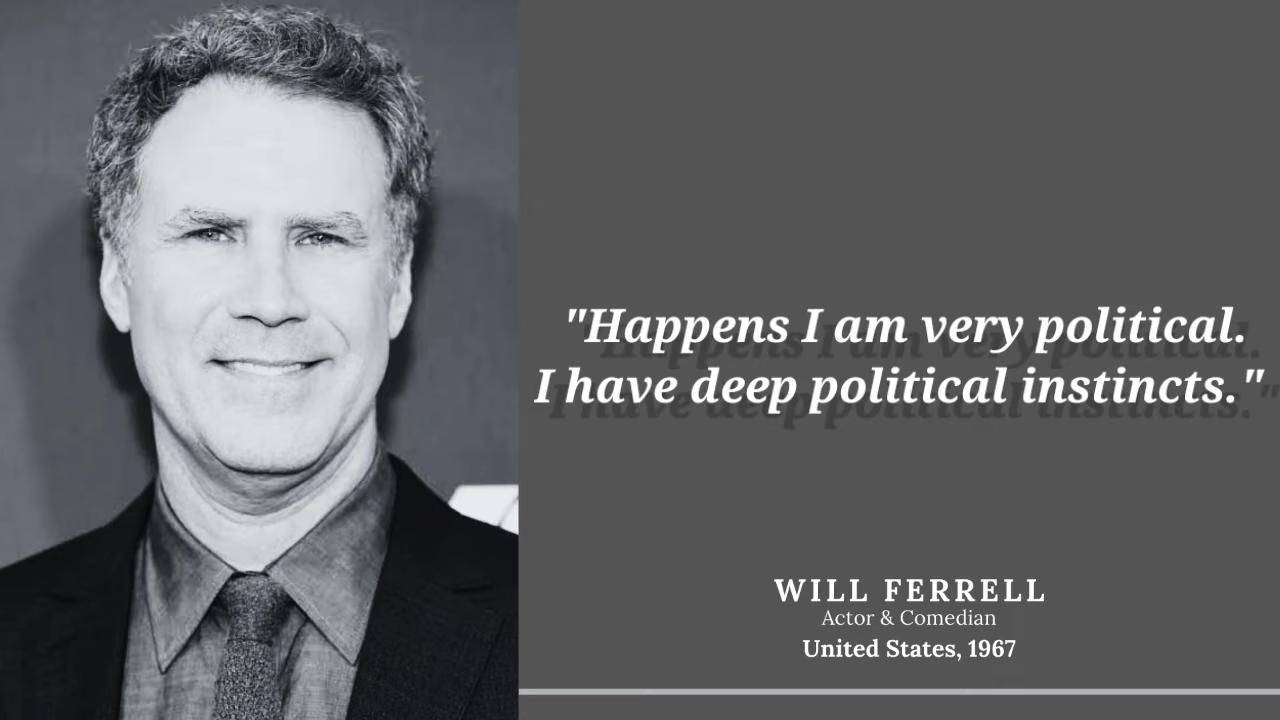 "Happens I am very political.
I have deep political instincts."
WILL FERRELL
Actor & Comedian
United States, 1967